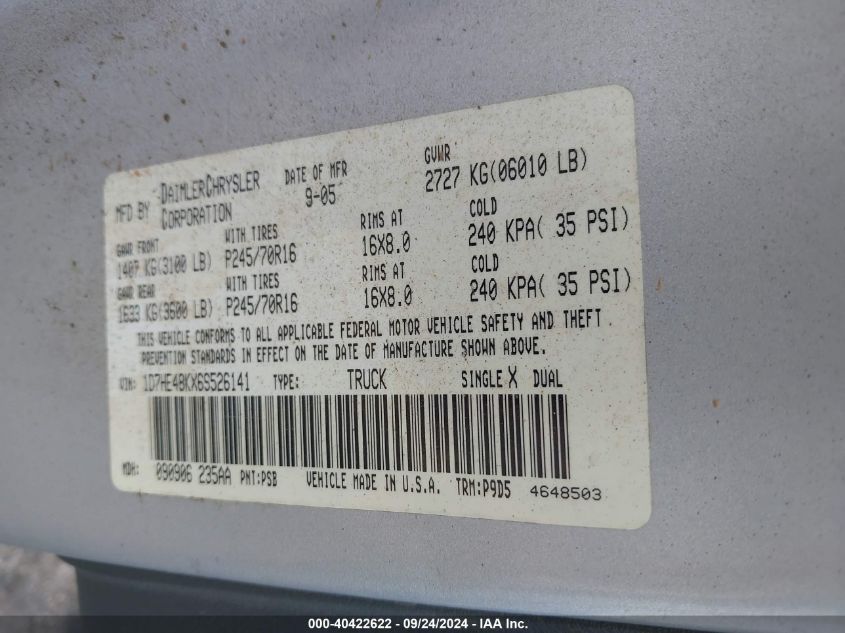 MFD BY DAIMLERCHRYSLER CORPORATION
DATE OF MFR 9-05
GVWR 2727 KG(06010 LB)
GAWR FRONT WITH TIRES RIMS AT COLD
1407 KG(3100 LB) P245/70R16 16X8.0 240 KPA( 35 PSI)
GAWR REAR WITH TIRES RIMS AT COLD
1633 KG(3600 LB) P245/70R16 16X8.0 240 KPA( 35 PSI)
THIS VEHICLE CONFORMS TO ALL APPLICABLE FEDERAL MOTOR VEHICLE SAFETY AND THEFT
PREVENTION STANDARDS IN EFFECT ON THE DATE OF MANUFACTURE SHOWN ABOVE.
VIN: 1D7HE48KX6S526141 TYPE: TRUCK SINGLE X DUAL
MDH: 090906 235AA PNT:PSB VEHICLE MADE IN U.S.A. TRM:P9D5 4648503
000-40422622 - 09/24/2024 - IAA Inc.